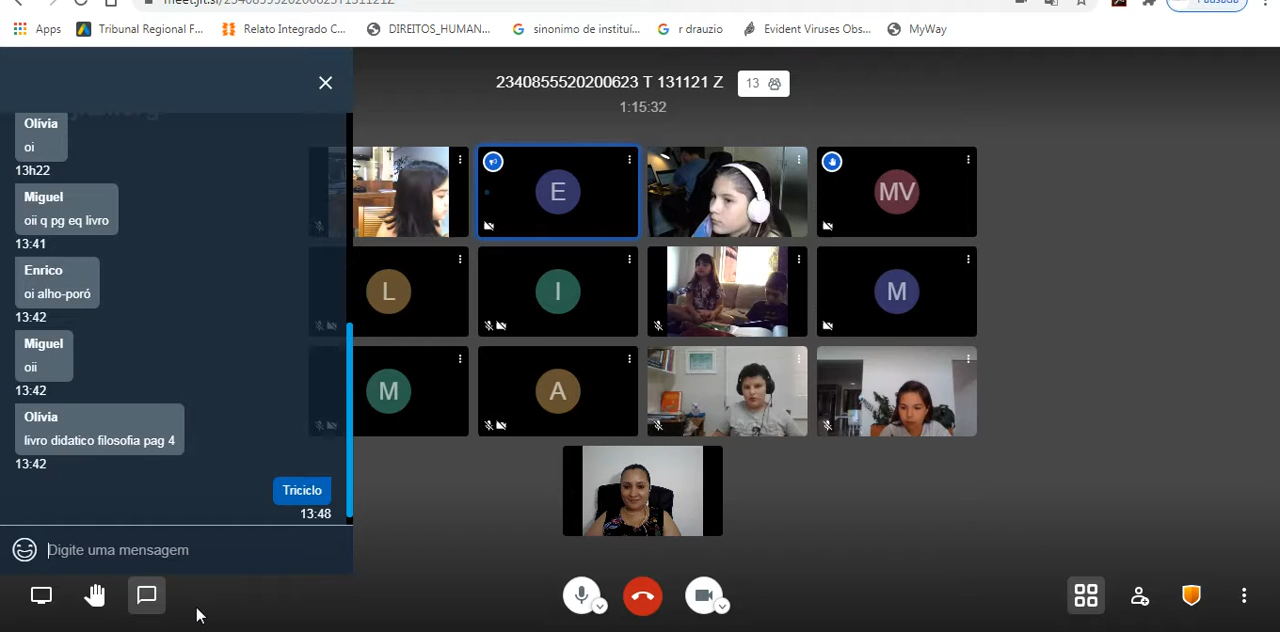 Apps Tribunal Regional F... Relato Integrado C... DIREITOS_HUMAN... sinonimo de instituí... r drauzio Evident Viruses Obs... MyWay
2340855520200623 T 131121 Z 13
1:15:32
Olivia
oi
13h22
Miguel
oii q pg eq livro
13:41
Enrico
oi alho-poró
13:42
Miguel
oii
13:42
Olivia
livro didatico filosofia pag 4
13:42
Triciclo
13:48
Digite uma mensagem
E
MV
L
I
M
M
A